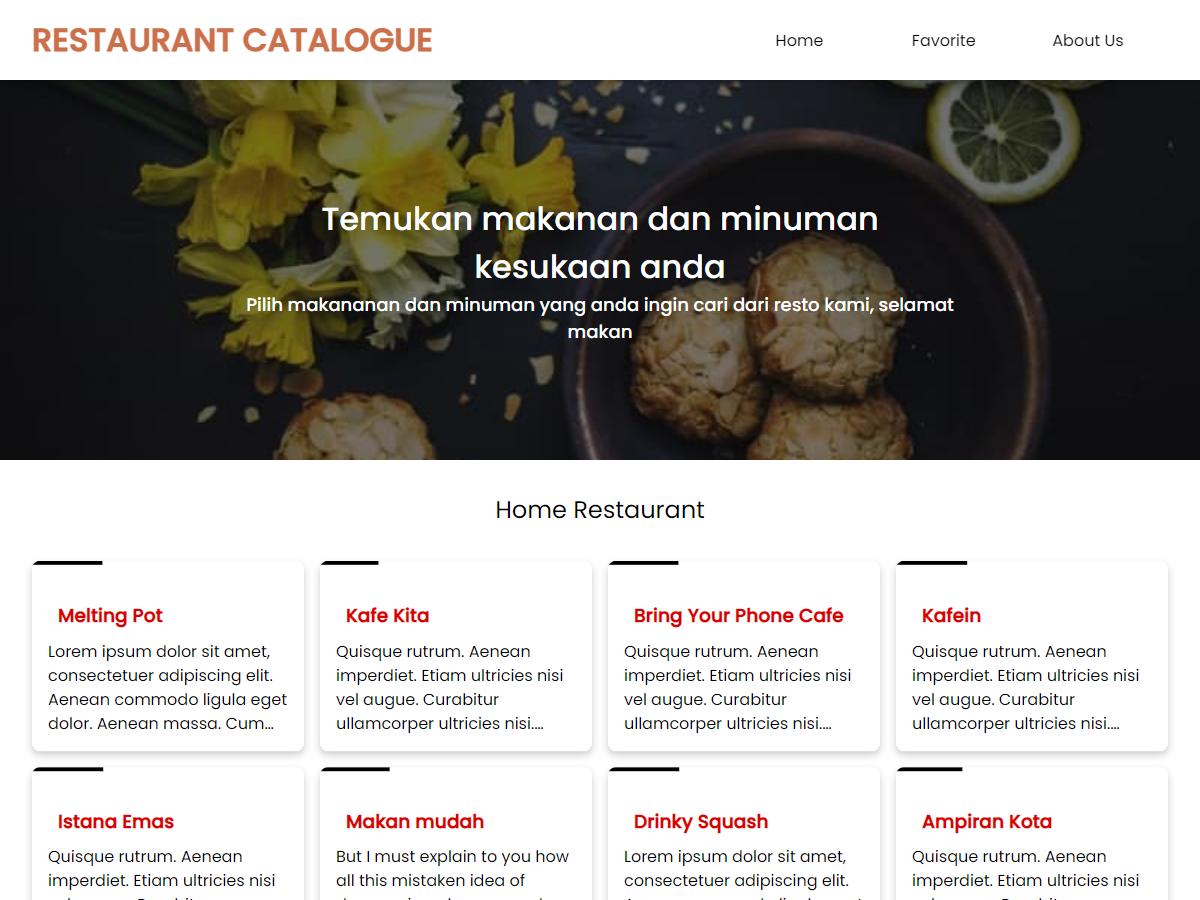 RESTAURANT CATALOGUE
Home
Favorite
About Us
Temukan makanan dan minuman
kesukaan anda
Pilih makananan dan minuman yang anda ingin cari dari resto kami, selamat
makan
Home Restaurant
Melting Pot
Lorem ipsum dolor sit amet,
consectetuer adipiscing elit.
Aenean commodo ligula eget
dolor. Aenean massa. Cum...
Kafe Kita
Quisque rutrum. Aenean
imperdiet. Etiam ultricies nisi
vel augue. Curabitur
ullamcorper ultricies nisi....
Bring Your Phone Cafe
Quisque rutrum. Aenean
imperdiet. Etiam ultricies nisi
vel augue. Curabitur
ullamcorper ultricies nisi....
Kafein
Quisque rutrum. Aenean
imperdiet. Etiam ultricies nisi
vel augue. Curabitur
ullamcorper ultricies nisi....
Istana Emas
Quisque rutrum. Aenean
imperdiet. Etiam ultricies nisi
Makan mudah
But I must explain to you how
all this mistaken idea of
Drinky Squash
Lorem ipsum dolor sit amet,
consectetuer adipiscing elit.
Ampiran Kota
Quisque rutrum. Aenean
imperdiet. Etiam ultricies nisi